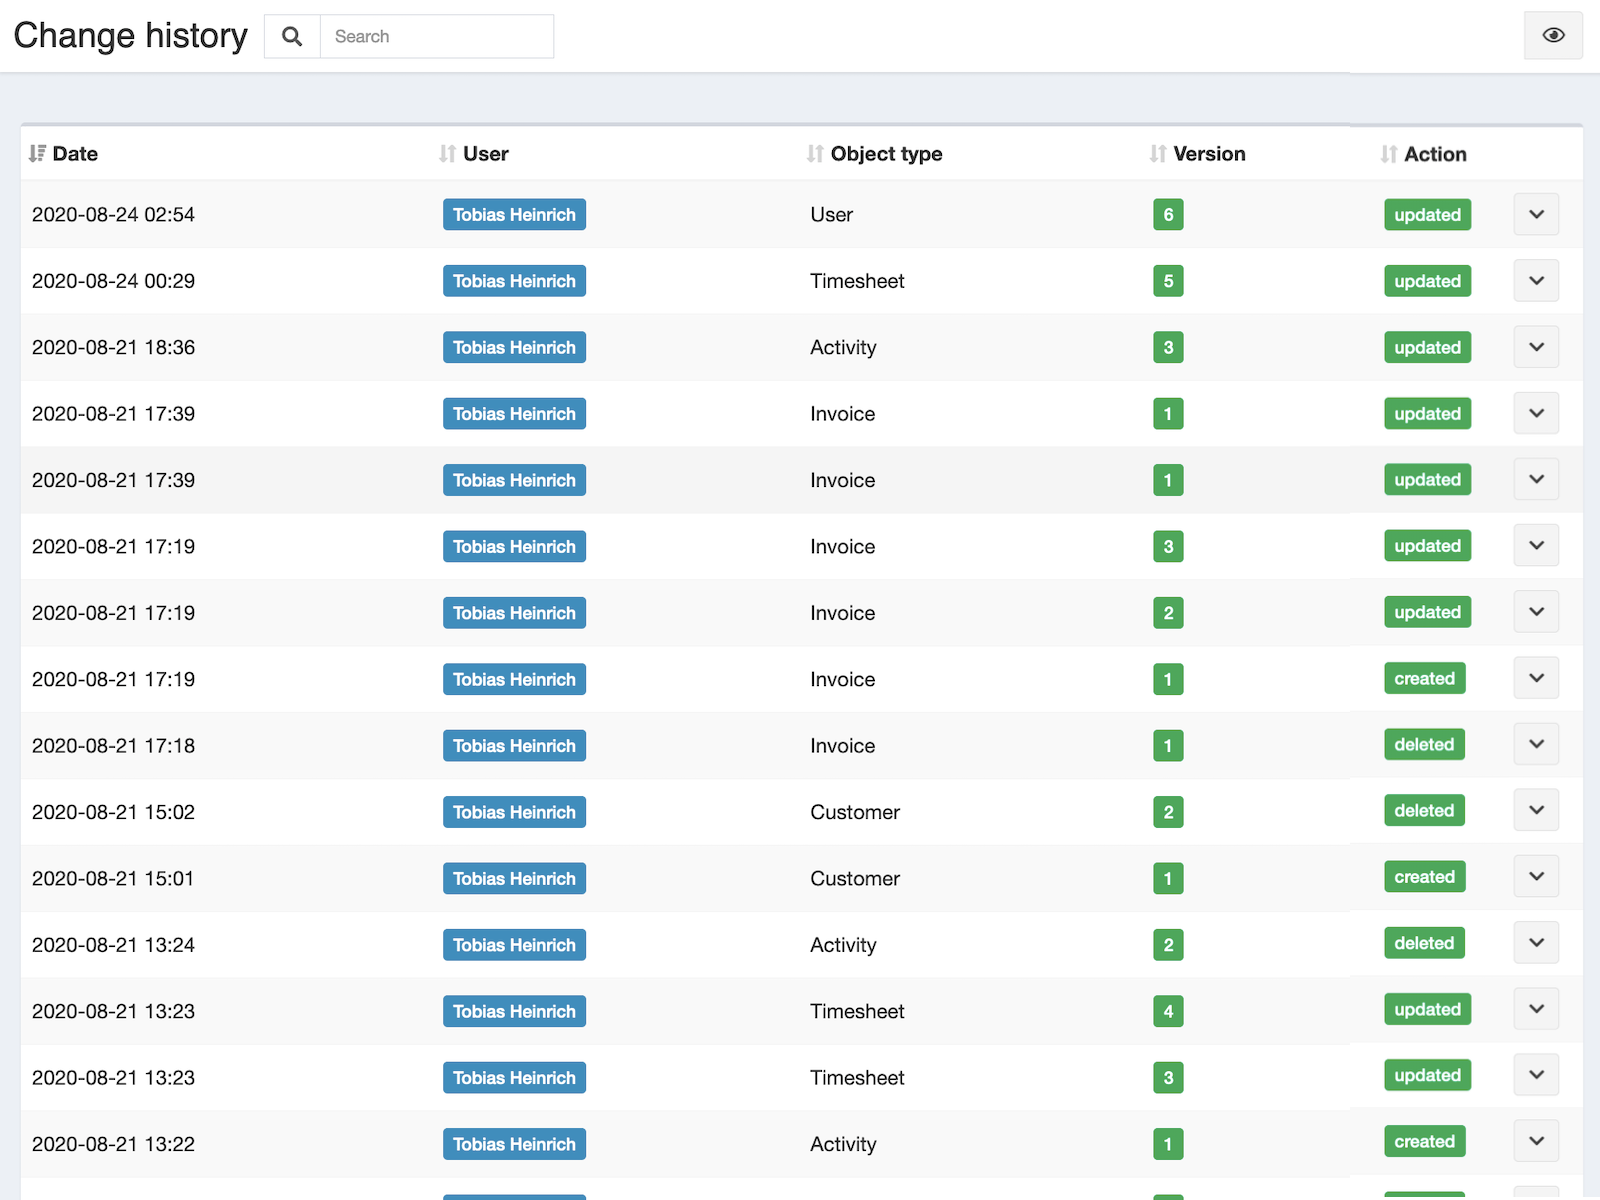 Change history Search
Date User Object type Version Action
2020-08-24 02:54 Tobias Heinrich User 6 updated
2020-08-24 00:29 Tobias Heinrich Timesheet 5 updated
2020-08-21 18:36 Tobias Heinrich Activity 3 updated
2020-08-21 17:39 Tobias Heinrich Invoice 1 updated
2020-08-21 17:39 Tobias Heinrich Invoice 1 updated
2020-08-21 17:19 Tobias Heinrich Invoice 3 updated
2020-08-21 17:19 Tobias Heinrich Invoice 2 updated
2020-08-21 17:19 Tobias Heinrich Invoice 1 created
2020-08-21 17:18 Tobias Heinrich Invoice 1 deleted
2020-08-21 15:02 Tobias Heinrich Customer 2 deleted
2020-08-21 15:01 Tobias Heinrich Customer 1 created
2020-08-21 13:24 Tobias Heinrich Activity 2 deleted
2020-08-21 13:23 Tobias Heinrich Timesheet 4 updated
2020-08-21 13:23 Tobias Heinrich Timesheet 3 updated
2020-08-21 13:22 Tobias Heinrich Activity 1 created